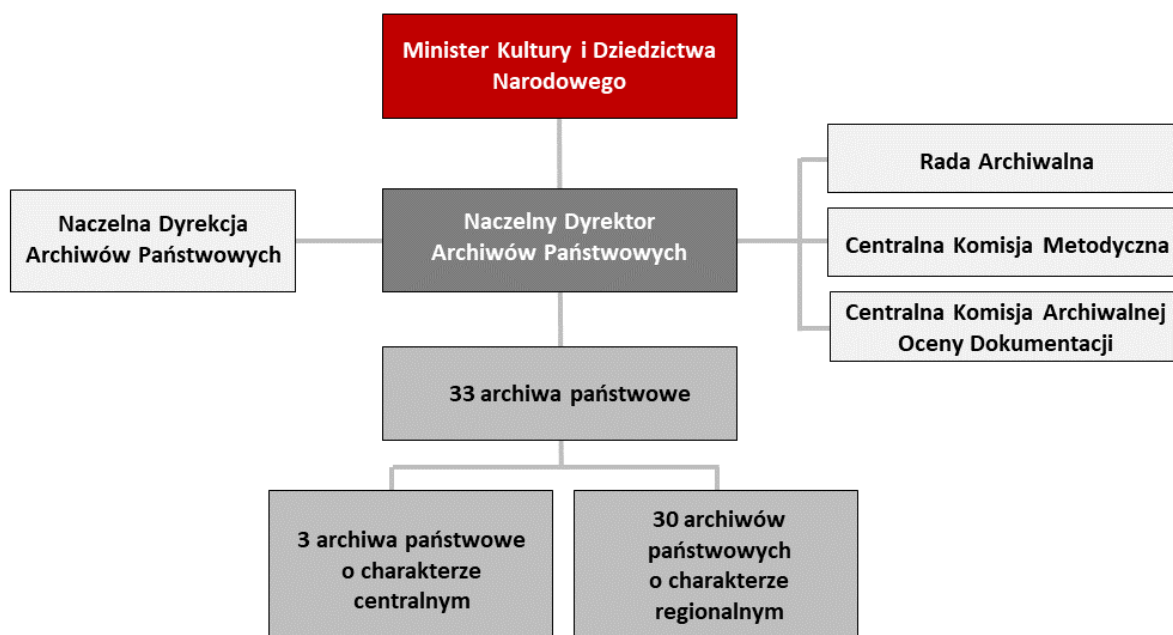 Minister Kultury i Dziedzictwa
Narodowego
Rada Archiwalna
Naczelna Dyrekcja
Archiwów Państwowych
Naczelny Dyrektor
Archiwów Państwowych
Centralna Komisja Metodyczna
Centralna Komisja Archiwalnej
Oceny Dokumentacji
33 archiwa państwowe
3 archiwa państwowe
o charakterze
centralnym
30 archiwów
państwowych
o charakterze
regionalnym